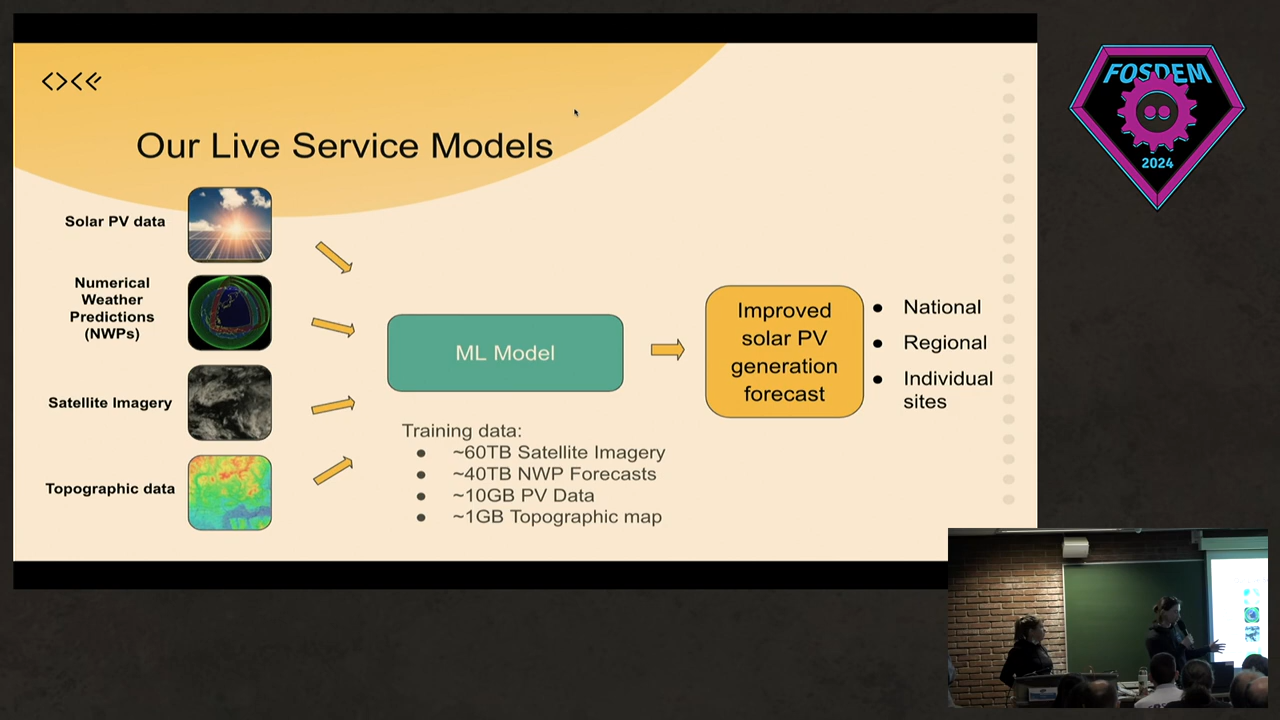 Our Live Service Models
Solar PV data
Numerical
Weather
Predictions
(NWPs)
Satellite Imagery
Topographic data
ML Model
Training data:
● ~60TB Satellite Imagery
● ~40TB NWP Forecasts
● ~10GB PV Data
● ~1GB Topographic map
Improved
solar PV
generation
forecast
● National
● Regional
● Individual
sites
FOSDEM
2024